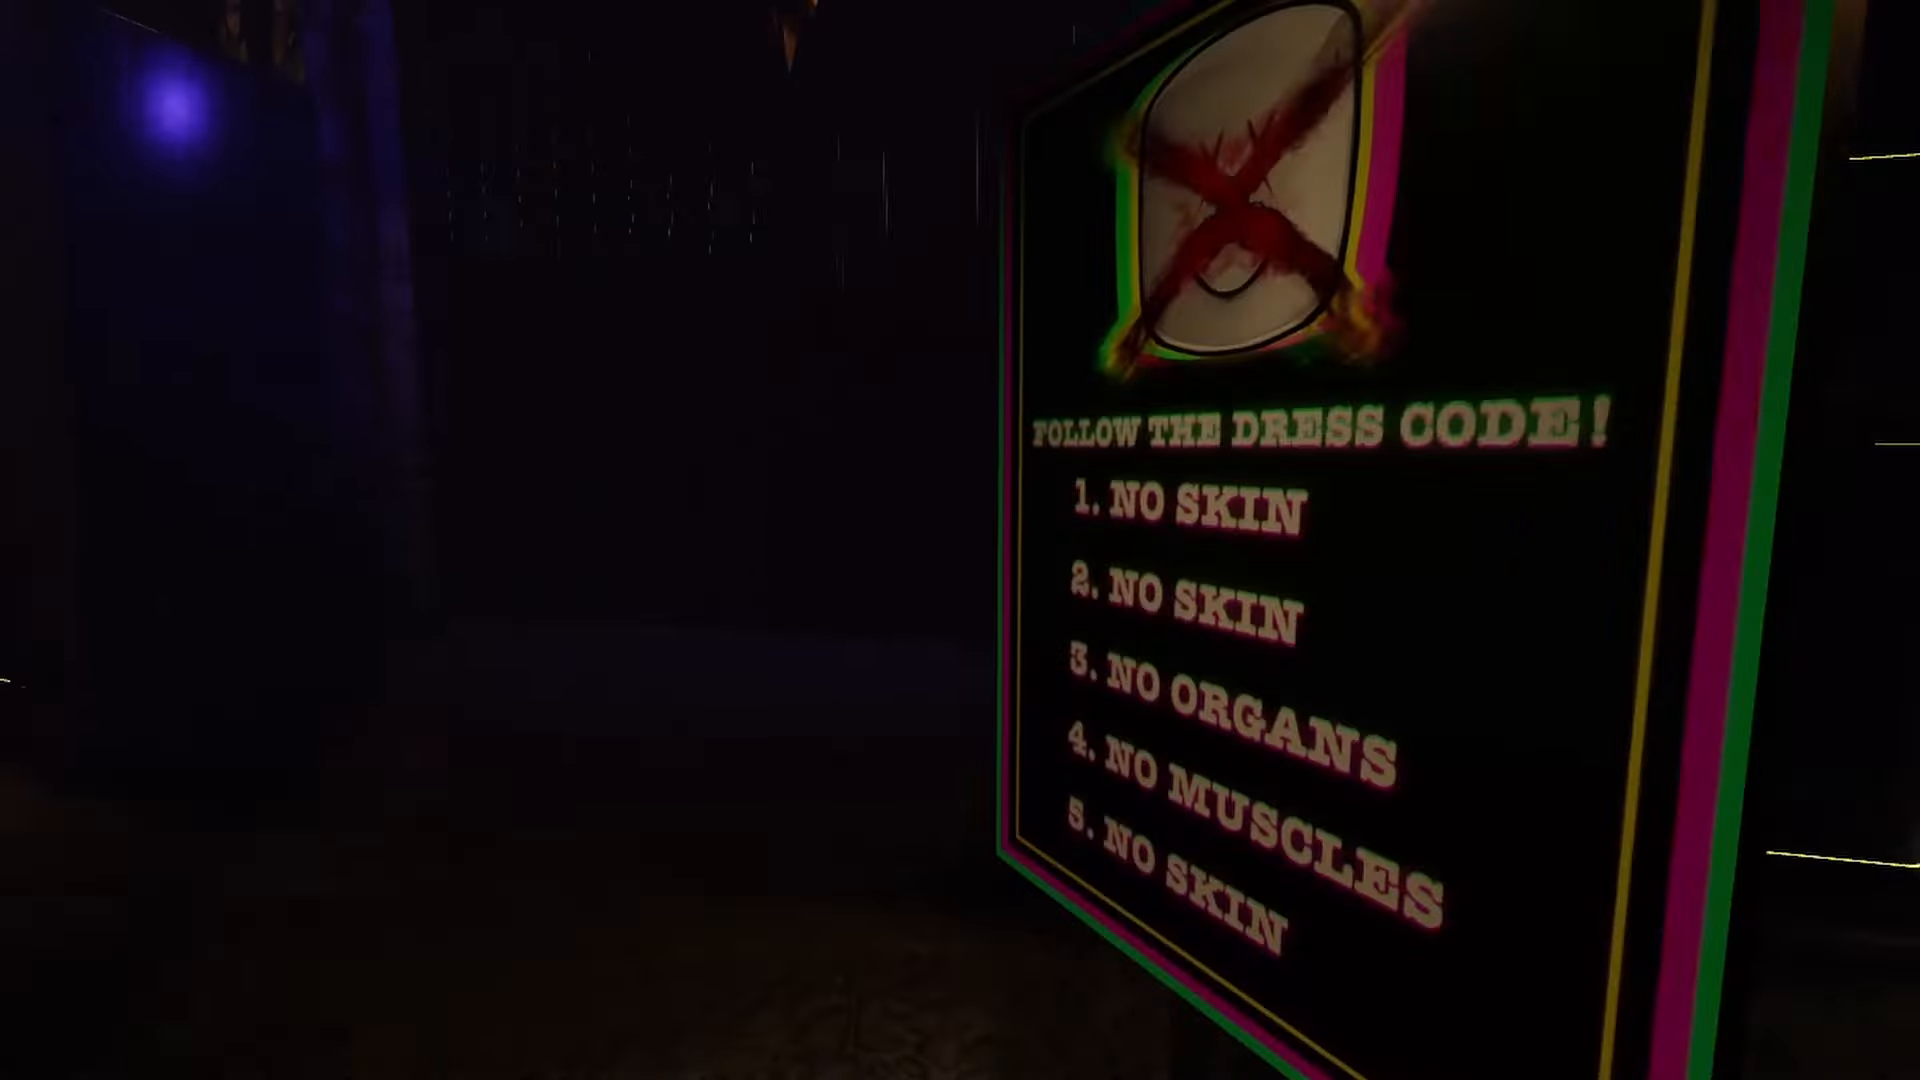 FOLLOW THE DRESS CODE!
1. NO SKIN
2. NO SKIN
3. NO ORGANS
4. NO MUSCLES
5. NO SKIN